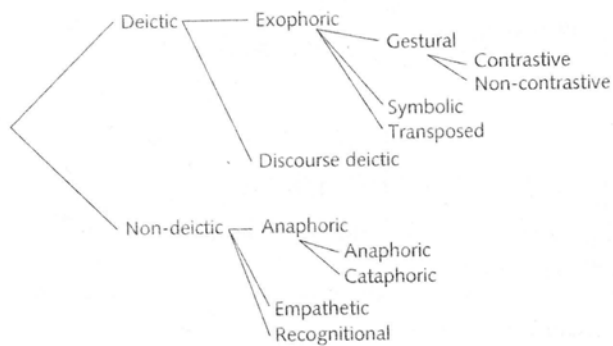 Deictic Exophoric
Gestural
Contrastive
Non-contrastive
Symbolic
Transposed
Discourse deictic
Non-deictic Anaphoric
Anaphoric
Cataphoric
Empathetic
Recognitional